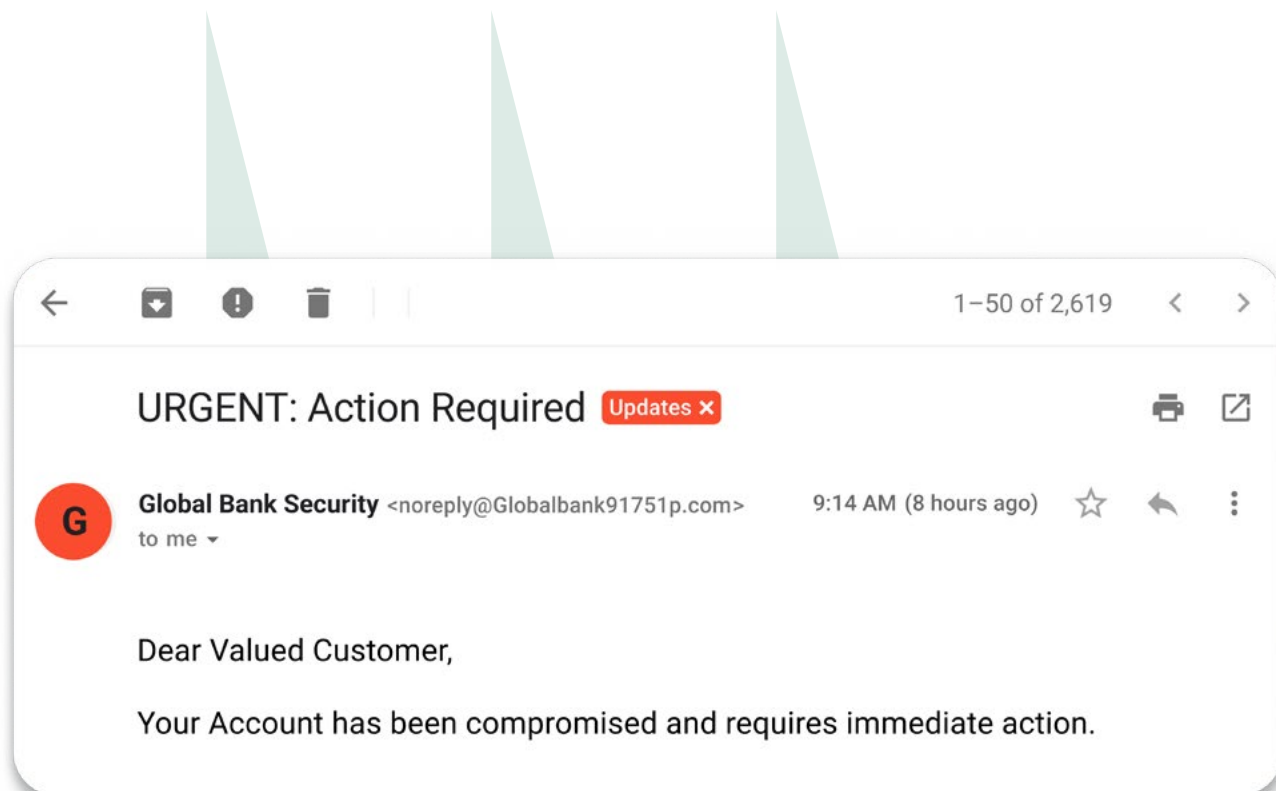 1–50 of 2,619
URGENT: Action Required Updates ×
G
Global Bank Security <noreply@Globalbank91751p.com> 9:14 AM (8 hours ago)
to me
Dear Valued Customer,
Your Account has been compromised and requires immediate action.